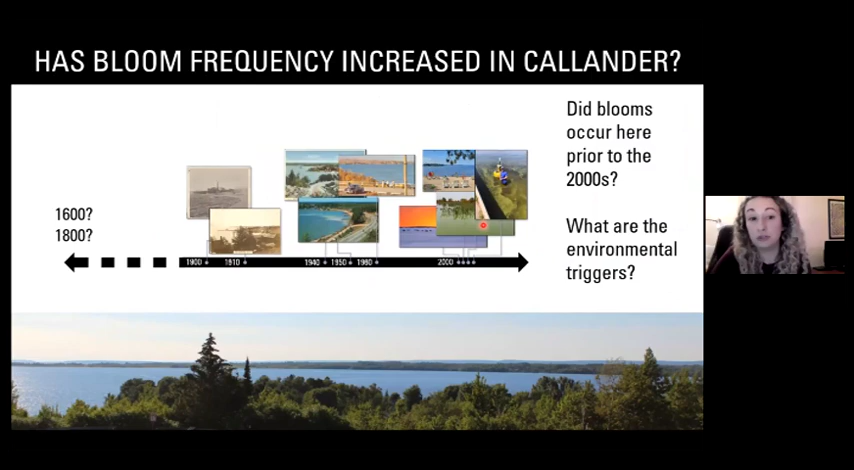 HAS BLOOM FREQUENCY INCREASED IN CALLANDER?
Did blooms
occur here
prior to the
2000s?
What are the
environmental
triggers?
1600?
1800?
1900 1910 1940 1950 1960 2000